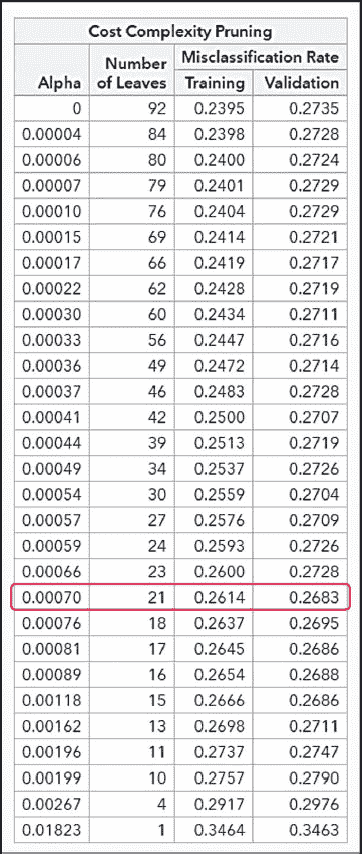 Cost Complexity Pruning
Alpha Number of Leaves Misclassification Rate
Training Validation
0 92 0.2395 0.2735
0.00004 84 0.2398 0.2728
0.00006 80 0.2400 0.2724
0.00007 79 0.2401 0.2729
0.00010 76 0.2404 0.2729
0.00015 69 0.2414 0.2721
0.00017 66 0.2419 0.2717
0.00022 62 0.2428 0.2719
0.00030 60 0.2434 0.2711
0.00033 56 0.2447 0.2716
0.00036 49 0.2472 0.2714
0.00037 46 0.2483 0.2728
0.00041 42 0.2500 0.2707
0.00044 39 0.2513 0.2719
0.00049 34 0.2537 0.2726
0.00054 30 0.2559 0.2704
0.00057 27 0.2576 0.2709
0.00059 24 0.2593 0.2726
0.00066 23 0.2600 0.2728
0.00070 21 0.2614 0.2683
0.00076 18 0.2637 0.2695
0.00081 17 0.2645 0.2686
0.00089 16 0.2654 0.2688
0.00118 15 0.2666 0.2686
0.00162 13 0.2698 0.2711
0.00196 11 0.2737 0.2747
0.00199 10 0.2757 0.2790
0.00267 4 0.2917 0.2976
0.01823 1 0.3464 0.3463